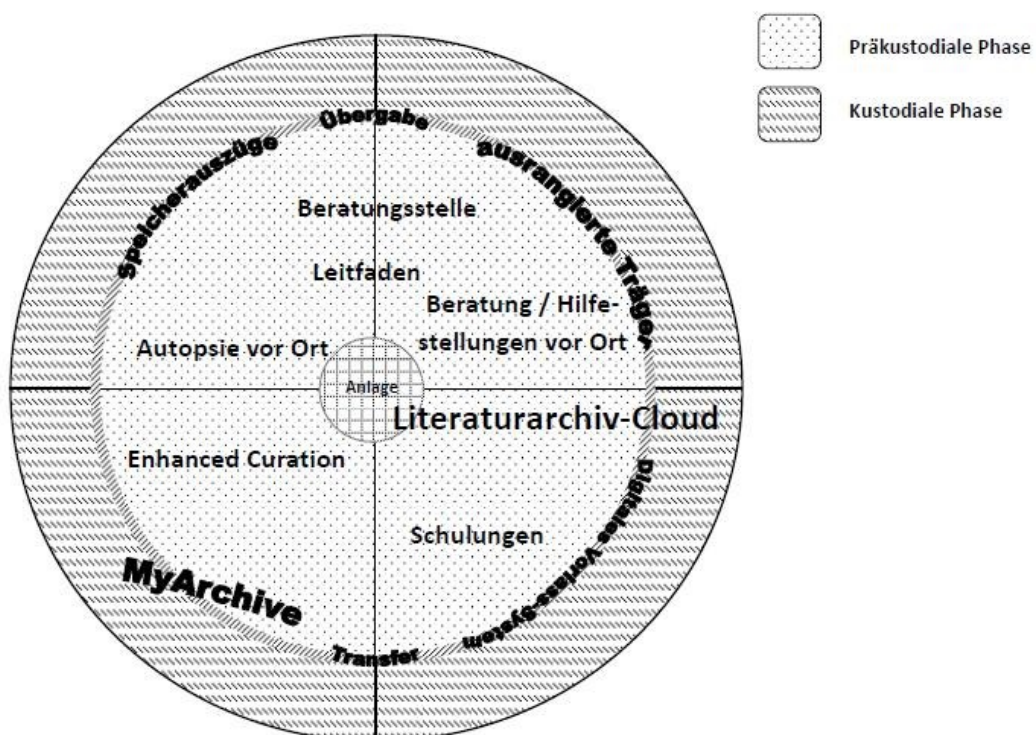 Präkustodiale Phase
Kustodiale Phase
Übergabe
Speicherauszüge
ausrangierte Träger
Beratungsstelle
Leitfaden
Beratung / Hilfe-
stellungen vor Ort
Autopsie vor Ort
Anlage
Literaturarchiv-Cloud
Enhanced Curation
Schulungen
Digitales Vorlass-System
MyArchive
Transfer